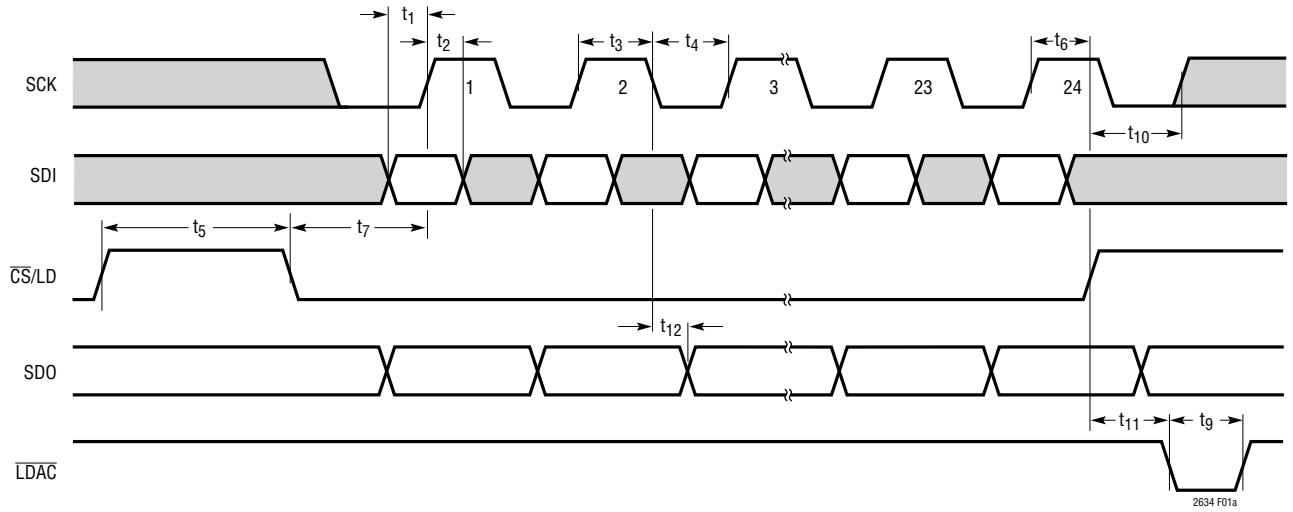 t1
t2 t3 t4 t6
SCK 1 2 3 23 24
t10
SDI
t5 t7
CS/LD
t12
SDO
t11 t9
LDAC
2634 F01a